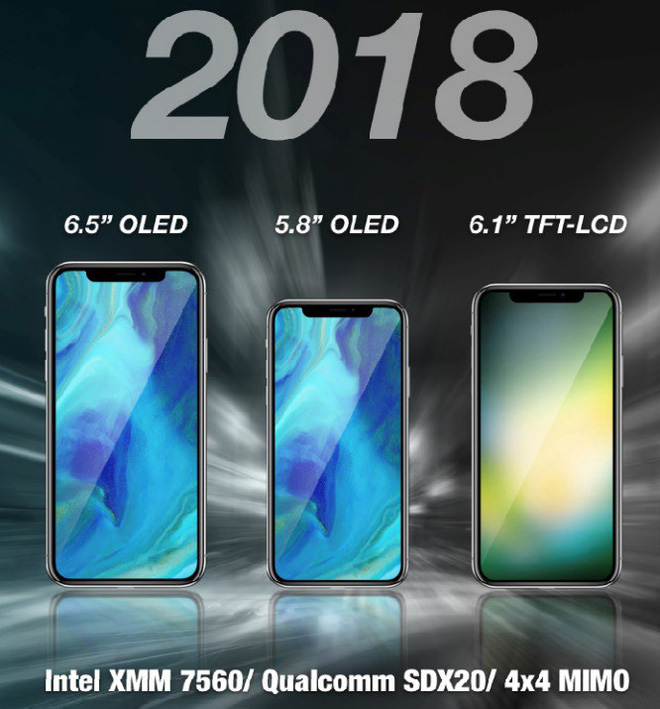 2018
6.5” OLED 5.8” OLED 6.1” TFT-LCD
Intel XMM 7560/ Qualcomm SDX20/ 4x4 MIMO